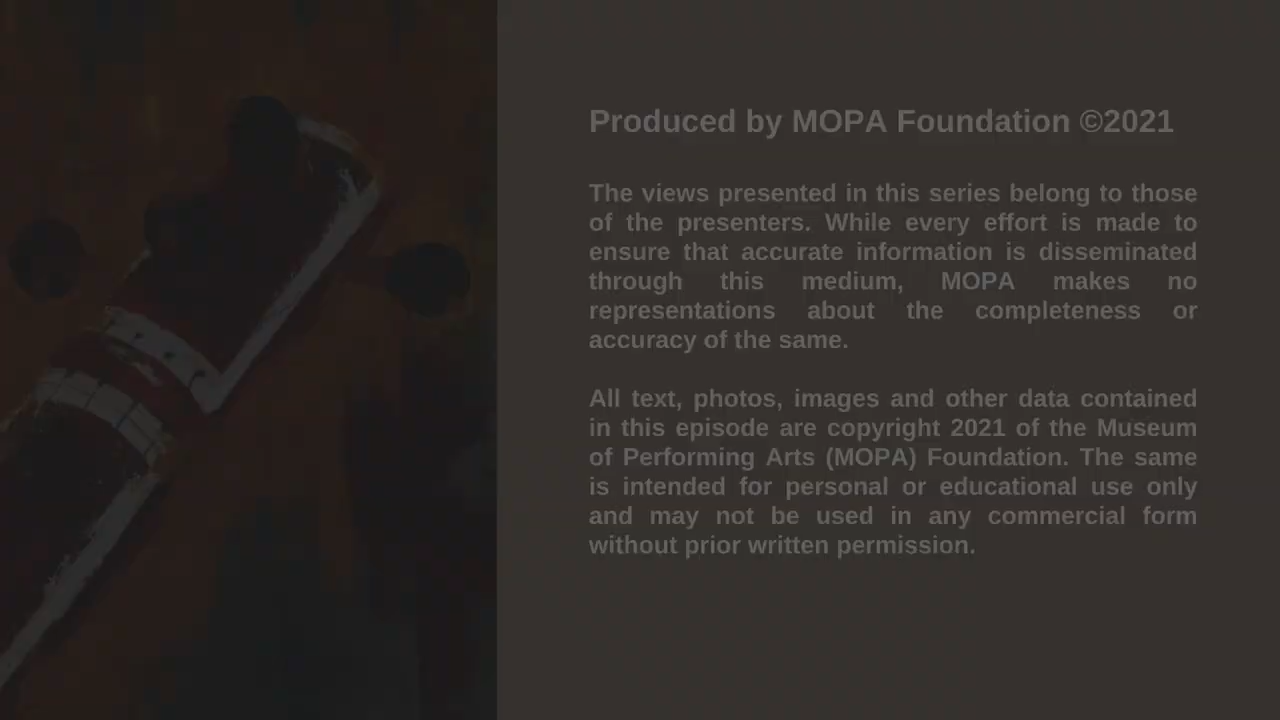 Produced by MOPA Foundation ©2021
The views presented in this series belong to those
of the presenters. While every effort is made to
ensure that accurate information is disseminated
through this medium, MOPA makes no
representations about the completeness or
accuracy of the same.
All text, photos, images and other data contained
in this episode are copyright 2021 of the Museum
of Performing Arts (MOPA) Foundation. The same
is intended for personal or educational use only
and may not be used in any commercial form
without prior written permission.